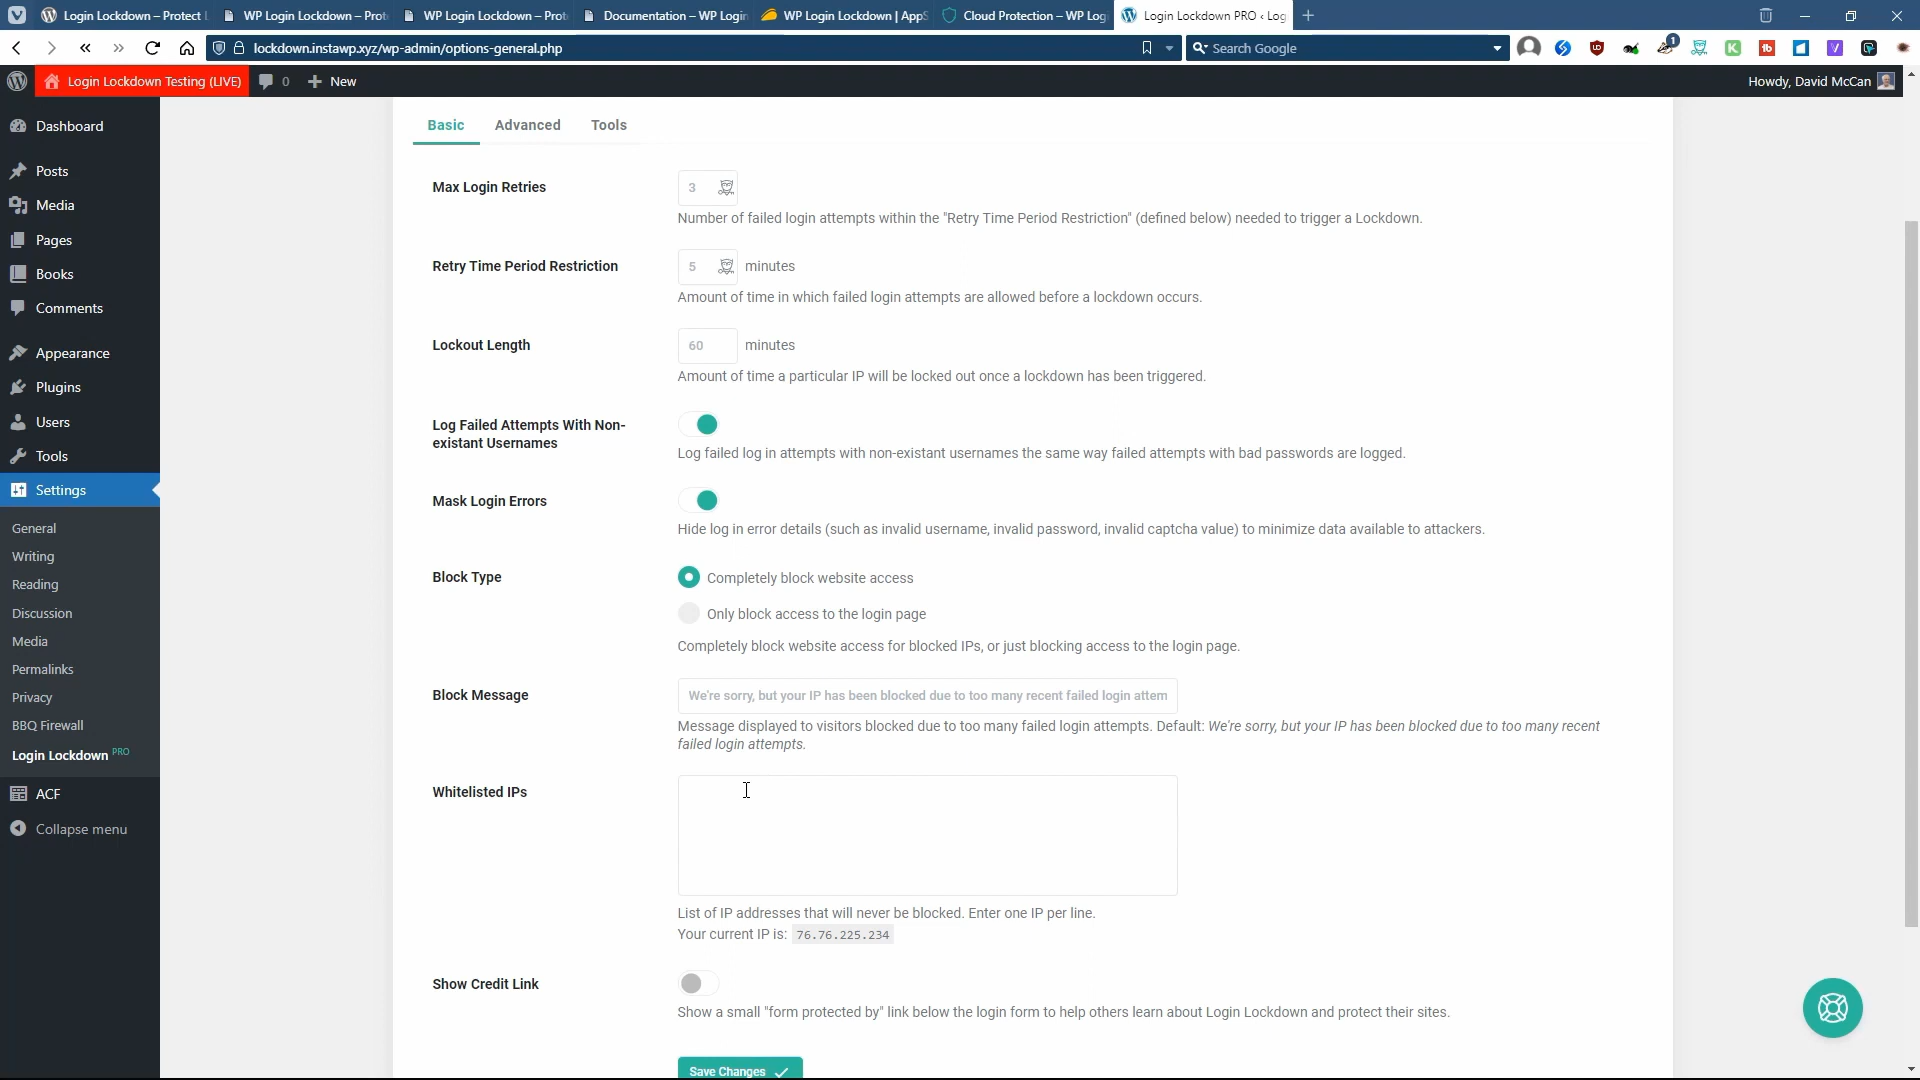 Login Lockdown – Protect
WP Login Lockdown – Prot
WP Login Lockdown – Prot
Documentation – WP Login
WP Login Lockdown | AppS
Cloud Protection – WP Log
Login Lockdown PRO ‹ Log
lockdown.instawp.xyz/wp-admin/options-general.php
Search Google
1
Login Lockdown Testing (LIVE)
0
New
Howdy, David McCan
Dashboard
Posts
Media
Pages
Books
Comments
Appearance
Plugins
Users
Tools
Settings
General
Writing
Reading
Discussion
Media
Permalinks
Privacy
BBQ Firewall
Login Lockdown PRO
ACF
Collapse menu
Basic
Advanced
Tools
Max Login Retries
3
Number of failed login attempts within the "Retry Time Period Restriction" (defined below) needed to trigger a Lockdown.
Retry Time Period Restriction
5
minutes
Amount of time in which failed login attempts are allowed before a lockdown occurs.
Lockout Length
60
minutes
Amount of time a particular IP will be locked out once a lockdown has been triggered.
Log Failed Attempts With Non-
existant Usernames
Log failed log in attempts with non-existant usernames the same way failed attempts with bad passwords are logged.
Mask Login Errors
Hide log in error details (such as invalid username, invalid password, invalid captcha value) to minimize data available to attackers.
Block Type
Completely block website access
Only block access to the login page
Completely block website access for blocked IPs, or just blocking access to the login page.
Block Message
We're sorry, but your IP has been blocked due to too many recent failed login attem
Message displayed to visitors blocked due to too many failed login attempts. Default: We're sorry, but your IP has been blocked due to too many recent
failed login attempts.
Whitelisted IPs
List of IP addresses that will never be blocked. Enter one IP per line.
Your current IP is: 76.76.225.234
Show Credit Link
Show a small "form protected by" link below the login form to help others learn about Login Lockdown and protect their sites.
Save Changes